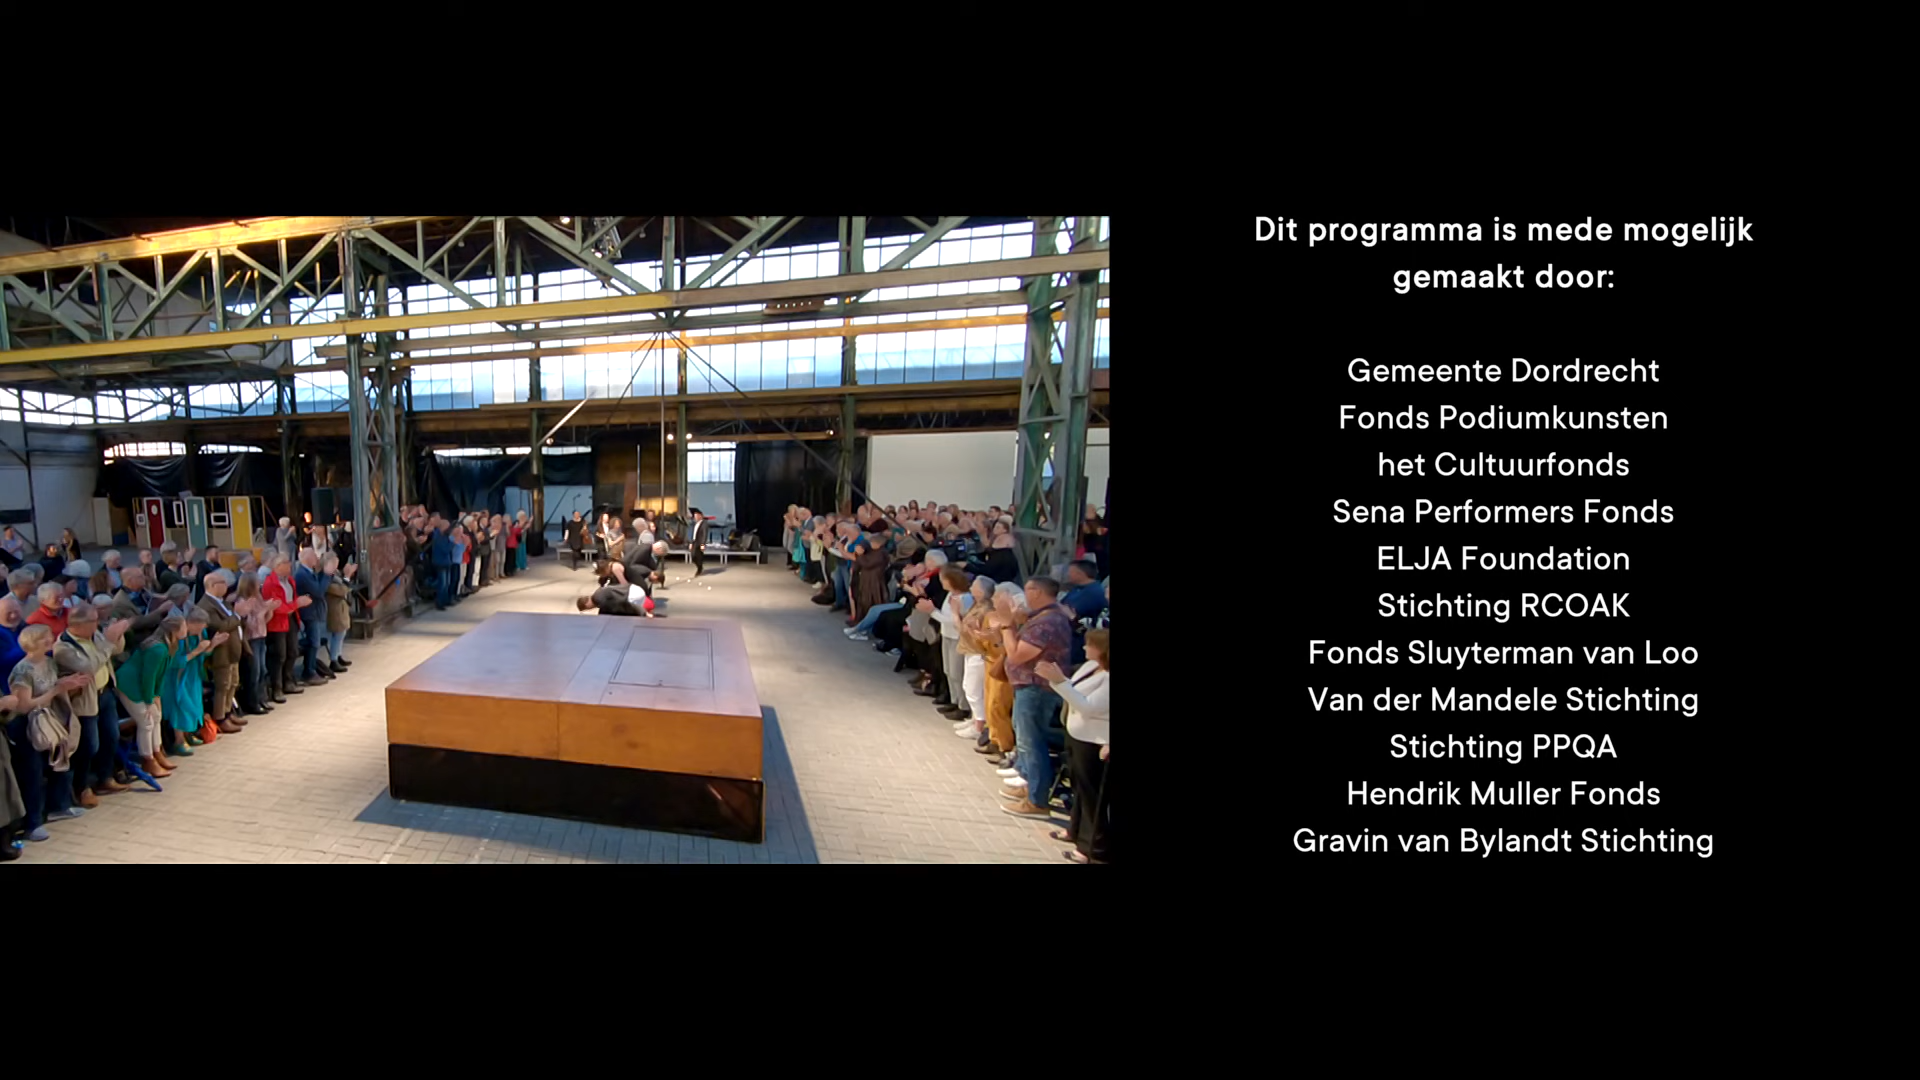 Dit programma is mede mogelijk
gemaakt door:
Gemeente Dordrecht
Fonds Podiumkunsten
het Cultuurfonds
Sena Performers Fonds
ELJA Foundation
Stichting RCOAK
Fonds Sluyterman van Loo
Van der Mandele Stichting
Stichting PPQA
Hendrik Muller Fonds
Gravin van Bylandt Stichting